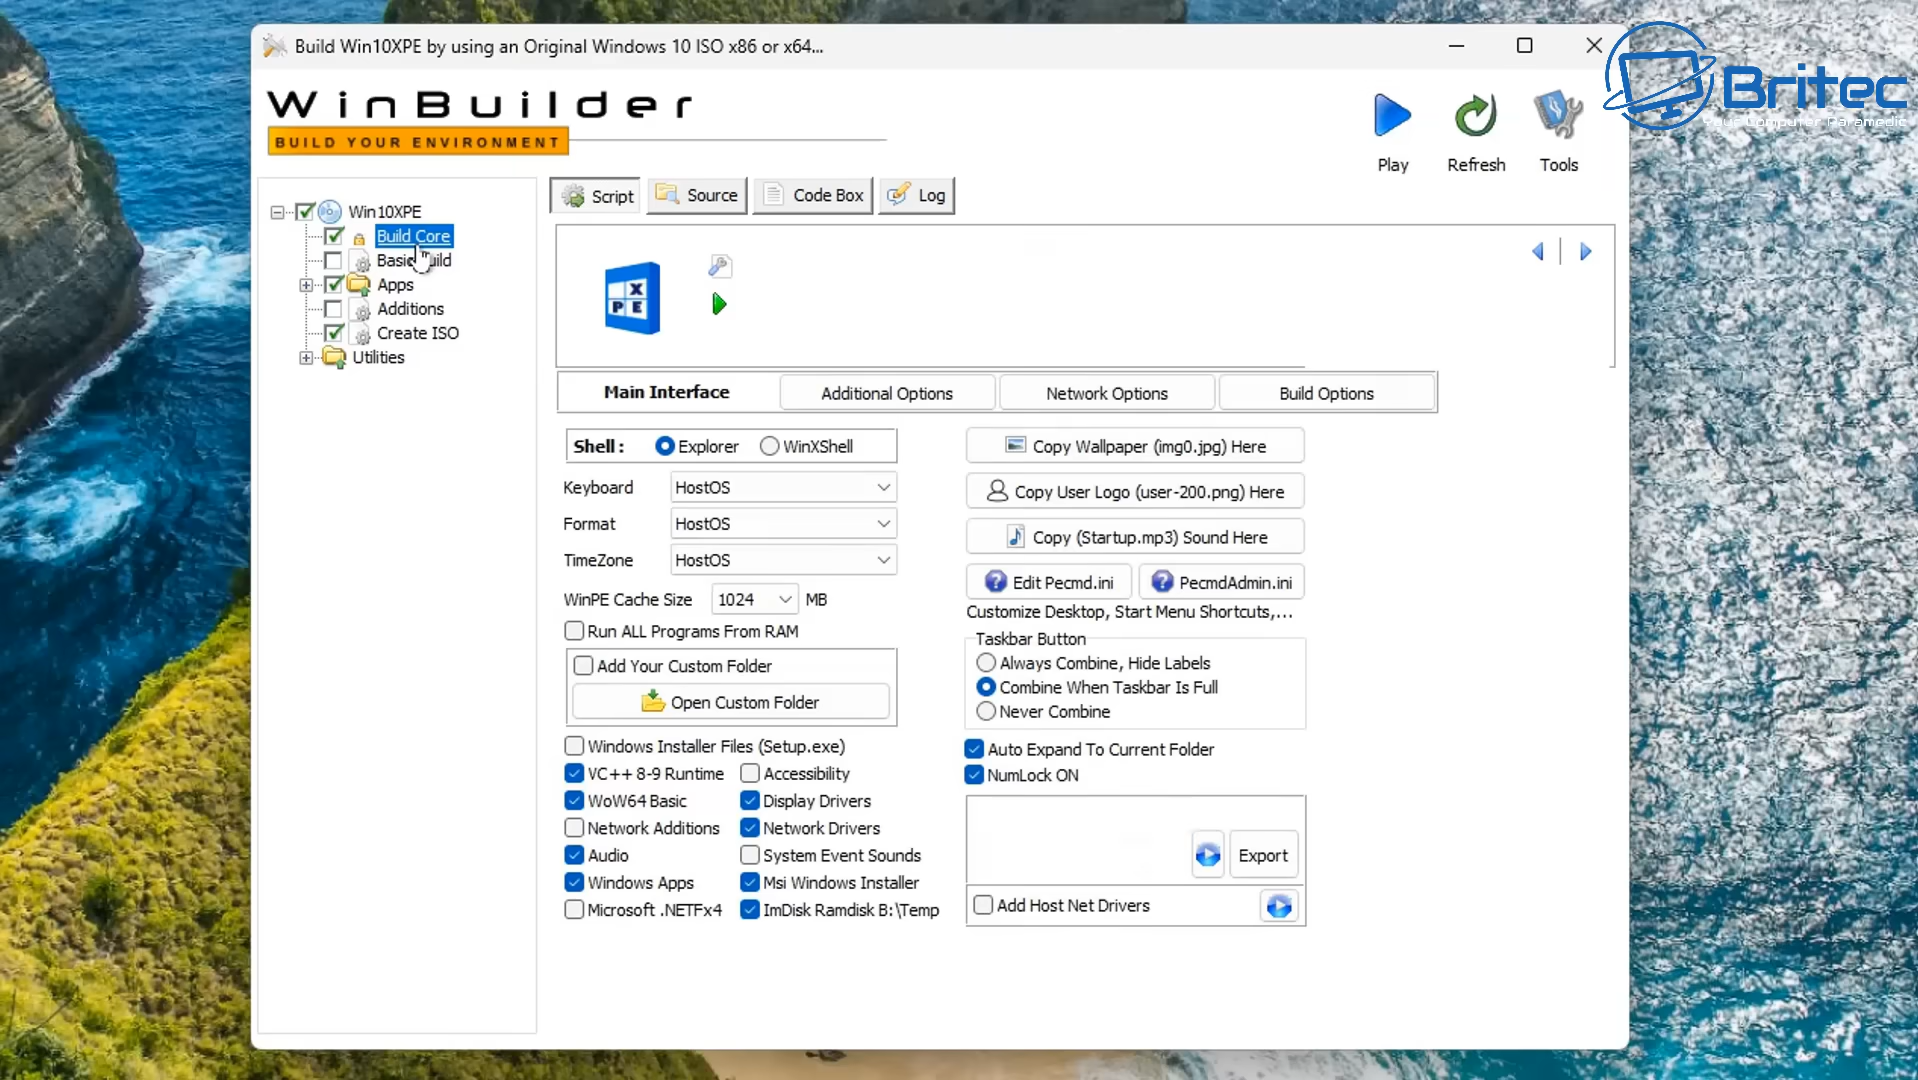 Build Win10XPE by using an Original Windows 10 ISO x86 or x64...
Britec
Your Computer Paramedic
WinBuilder
BUILD YOUR ENVIRONMENT
Play
Refresh
Tools
Script
Source
Code Box
Log
Win10XPE
Build Core
Apps
Additions
Create ISO
Utilities
X
P E
Main Interface
Additional Options
Network Options
Build Options
Shell :
Explorer
WinXShell
Keyboard
HostOS
Format
HostOS
TimeZone
HostOS
WinPE Cache Size
1024
MB
Run ALL Programs From RAM
Add Your Custom Folder
Open Custom Folder
Windows Installer Files (Setup.exe)
VC++ 8-9 Runtime
Accessibility
WoW64 Basic
Display Drivers
Network Additions
Network Drivers
Audio
System Event Sounds
Windows Apps
Msi Windows Installer
Microsoft .NETFx4
ImDisk Ramdisk B:\Temp
Copy Wallpaper (img0.jpg) Here
Copy User Logo (user-200.png) Here
Copy (Startup.mp3) Sound Here
Edit Pecmd.ini
PecmdAdmin.ini
Customize Desktop, Start Menu Shortcuts,...
Taskbar Button
Always Combine, Hide Labels
Combine When Taskbar Is Full
Never Combine
Auto Expand To Current Folder
NumLock ON
Export
Add Host Net Drivers